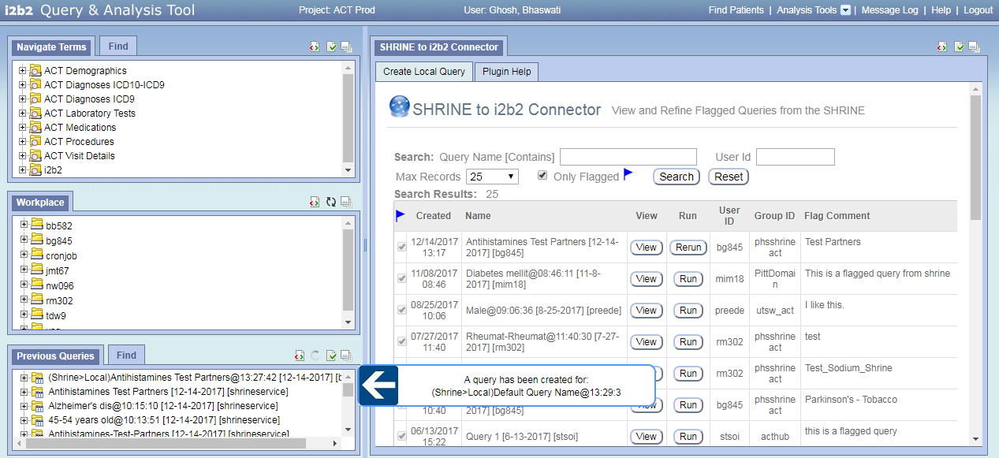 i2b2 Query & Analysis Tool
Project: ACT Prod
User: Ghosh, Bhaswati
Find Patients | Analysis Tools | Message Log | Help | Logout
Navigate Terms
Find
ACT Demographics
ACT Diagnoses ICD10-ICD9
ACT Diagnoses ICD9
ACT Laboratory Tests
ACT Medications
ACT Procedures
ACT Visit Details
i2b2
Workplace
bb582
bg845
cronjob
jmt67
nw096
rm302
tdw9
Previous Queries
Find
(Shrine>Local)Antihistamines Test Partners@13:27:42 [12-14-2017] [b
Antihistamines Test Partners [12-14-2017] [shrineservice]
Alzheimer's dis@10:15:10 [12-14-2017] [shrineservice]
45-54 years old@10:13:51 [12-14-2017] [shrineservice]
Antihistamines-Test-Partners [12-14-2017] [shrineservice]
SHRINE to i2b2 Connector
Create Local Query
Plugin Help
SHRINE to i2b2 Connector View and Refine Flagged Queries from the SHRINE
Search: Query Name [Contains]
User Id
Max Records 25
Only Flagged
Search
Reset
Search Results: 25
Created Name View Run User ID Group ID Flag Comment
12/14/2017 13:17
Antihistamines Test Partners [12-14-
2017] [bg845]
View
Rerun
bg845
phsshrine
act
Test Partners
11/08/2017
08:46
Diabetes mellit@08:46:11 [11-8-
2017] [mim18]
View
Run
mim18
PittDomai
n
This is a flagged query from shrine
08/25/2017
10:06
Male@09:06:36 [8-25-2017] [preede]
View
Run
preede
utsw_act
I like this.
07/27/2017
11:40
Rheumat-Rheumat@11:40:30 [7-27-
2017] [rm302]
View
Run
rm302
phsshrine
act
test
Run
rm302
phsshrine
act
Test_Sodium_Shrine
A query has been created for:
(Shrine>Local)Default Query Name@13:29:3
10:40
2017] [bg845]
Run
bg845
phsshrine
act
Parkinson's - Tobacco
06/13/2017
15:22
Query 1 [6-13-2017] [stsoi]
View
Run
stsoi
acthub
this is a flagged query